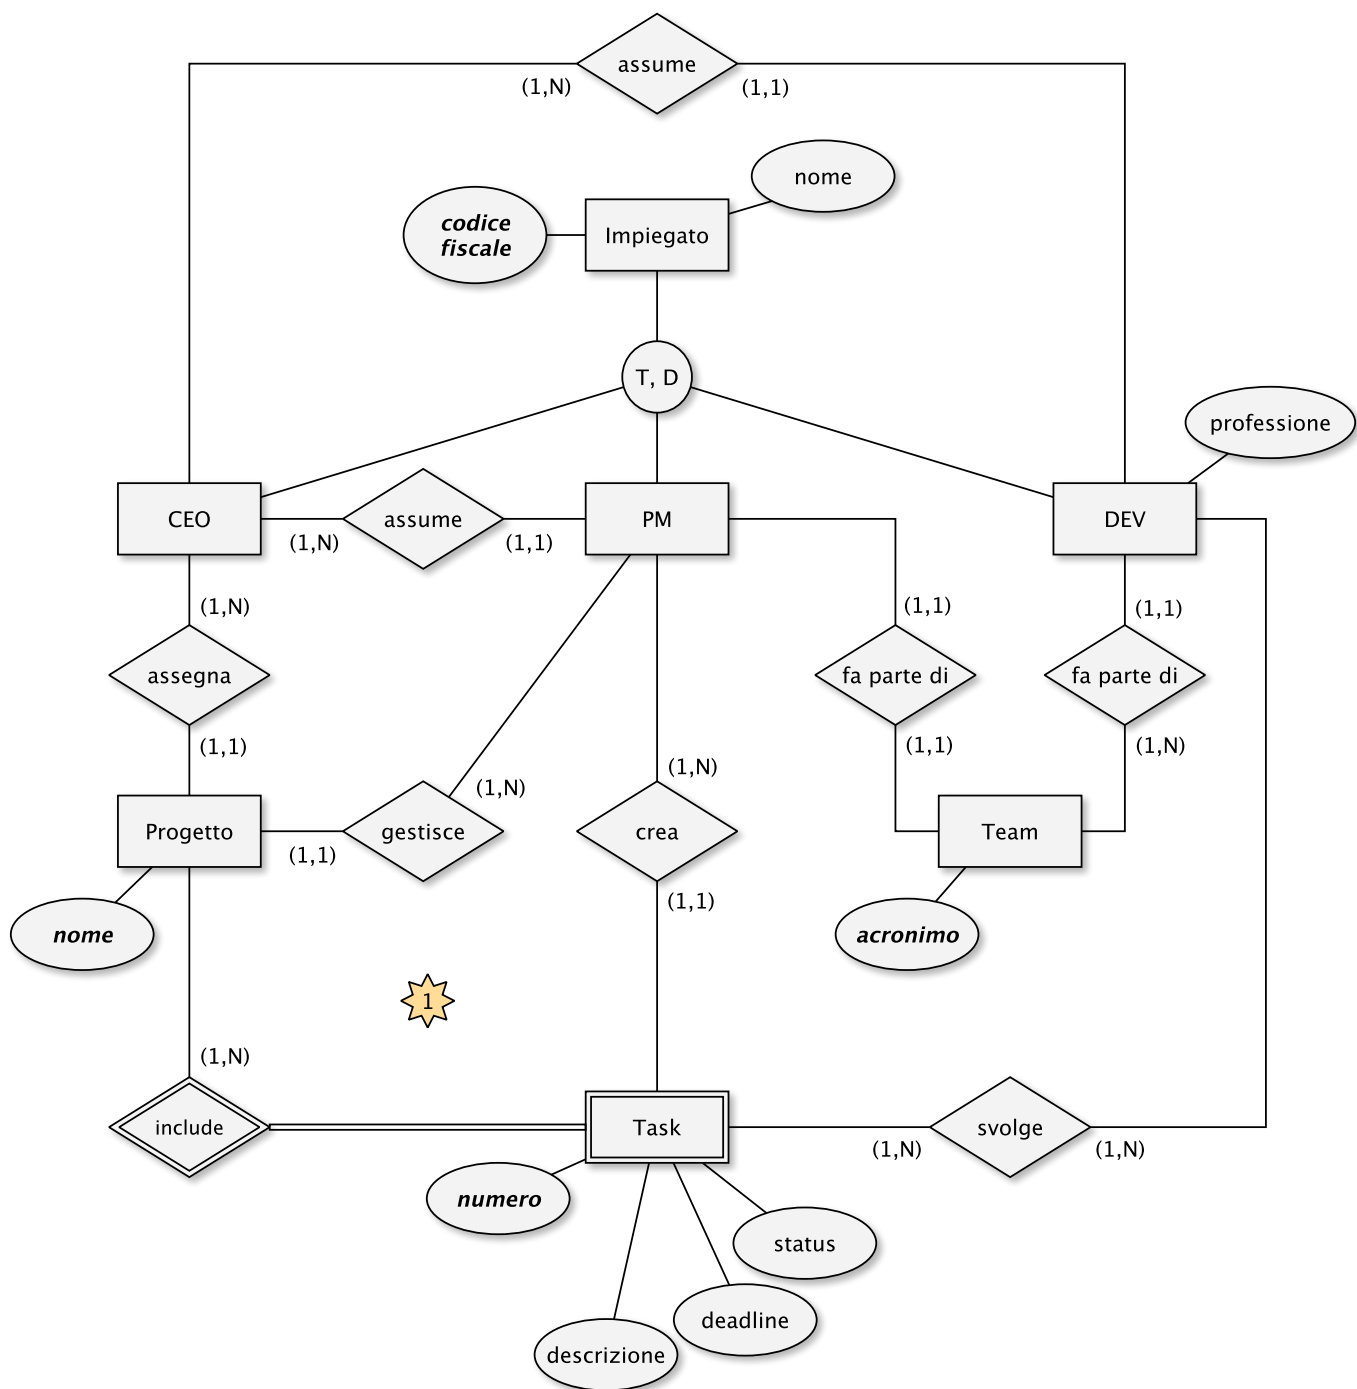 assume
(1,N)
(1,1)
nome
codice
fiscale
Impiegato
T, D
professione
CEO
assume
PM
DEV
(1,N)
(1,1)
(1,N)
(1,1)
(1,1)
assegna
fa parte di
fa parte di
(1,1)
(1,1)
(1,N)
(1,N)
(1,N)
Progetto
gestisce
crea
Team
(1,1)
(1,1)
nome
acronimo
1
(1,N)
include
Task
svolge
(1,N)
(1,N)
numero
status
deadline
descrizione